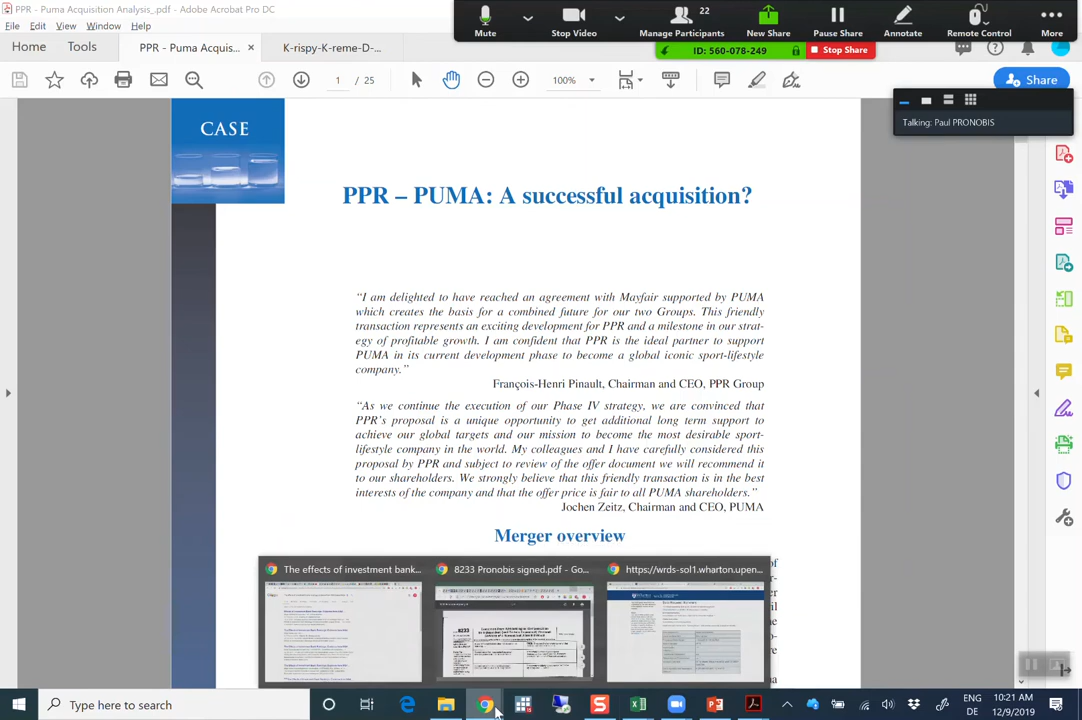 PPR - Puma Acquisition Analysis_.pdf - Adobe Acrobat Pro DC
File Edit View Window Help
Home Tools PPR - Puma Acquis... × K-rispy-K-reme-D-...
Mute Stop Video 22 Manage Participants New Share Pause Share Annotate Remote Control More
ID: 560-078-249 Stop Share
1 / 25 100% Share
Talking: Paul PRONOBIS
CASE
PPR – PUMA: A successful acquisition?
“I am delighted to have reached an agreement with Mayfair supported by PUMA
which creates the basis for a combined future for our two Groups. This friendly
transaction represents an exciting development for PPR and a milestone in our strat-
egy of profitable growth. I am confident that PPR is the ideal partner to support
PUMA in its current development phase to become a global iconic sport-lifestyle
company.”
François-Henri Pinault, Chairman and CEO, PPR Group
“As we continue the execution of our Phase IV strategy, we are convinced that
PPR’s proposal is a unique opportunity to get additional long term support to
achieve our global targets and our mission to become the most desirable sport-
lifestyle company in the world. My colleagues and I have carefully considered this
proposal by PPR and subject to review of the offer document we will recommend it
to our shareholders. We strongly believe that this friendly transaction is in the best
interests of the company and that the offer price is fair to all PUMA shareholders.”
Jochen Zeitz, Chairman and CEO, PUMA
Merger overview
The effects of investment bank... 8233 Pronobis signed.pdf - Go... https://wrds-sol1.wharton.upen...
8233
Type here to search
ENG 10:21 AM
DE 12/9/2019